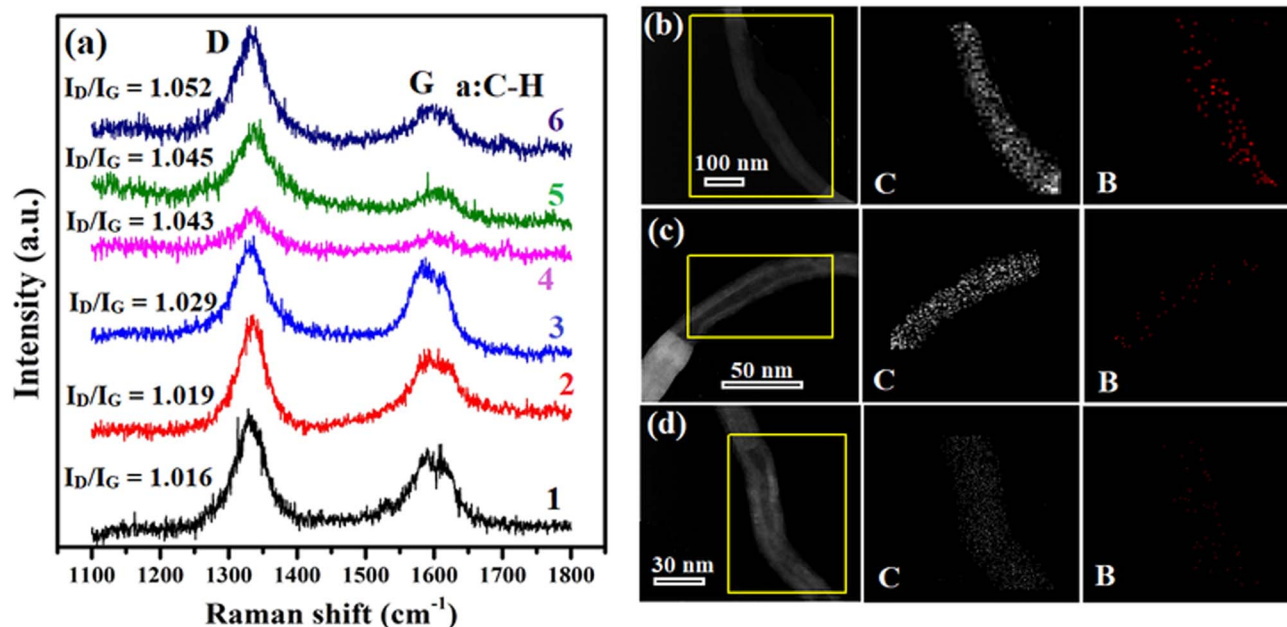 (a)
D
G
a:C-H
I_D/I_G = 1.052
6
I_D/I_G = 1.045
5
I_D/I_G = 1.043
4
I_D/I_G = 1.029
3
I_D/I_G = 1.019
2
I_D/I_G = 1.016
1
Intensity (a.u.)
1100 1200 1300 1400 1500 1600 1700 1800
Raman shift (cm⁻¹)
(b)
100 nm
C
B
(c)
50 nm
C
B
(d)
30 nm
C
B